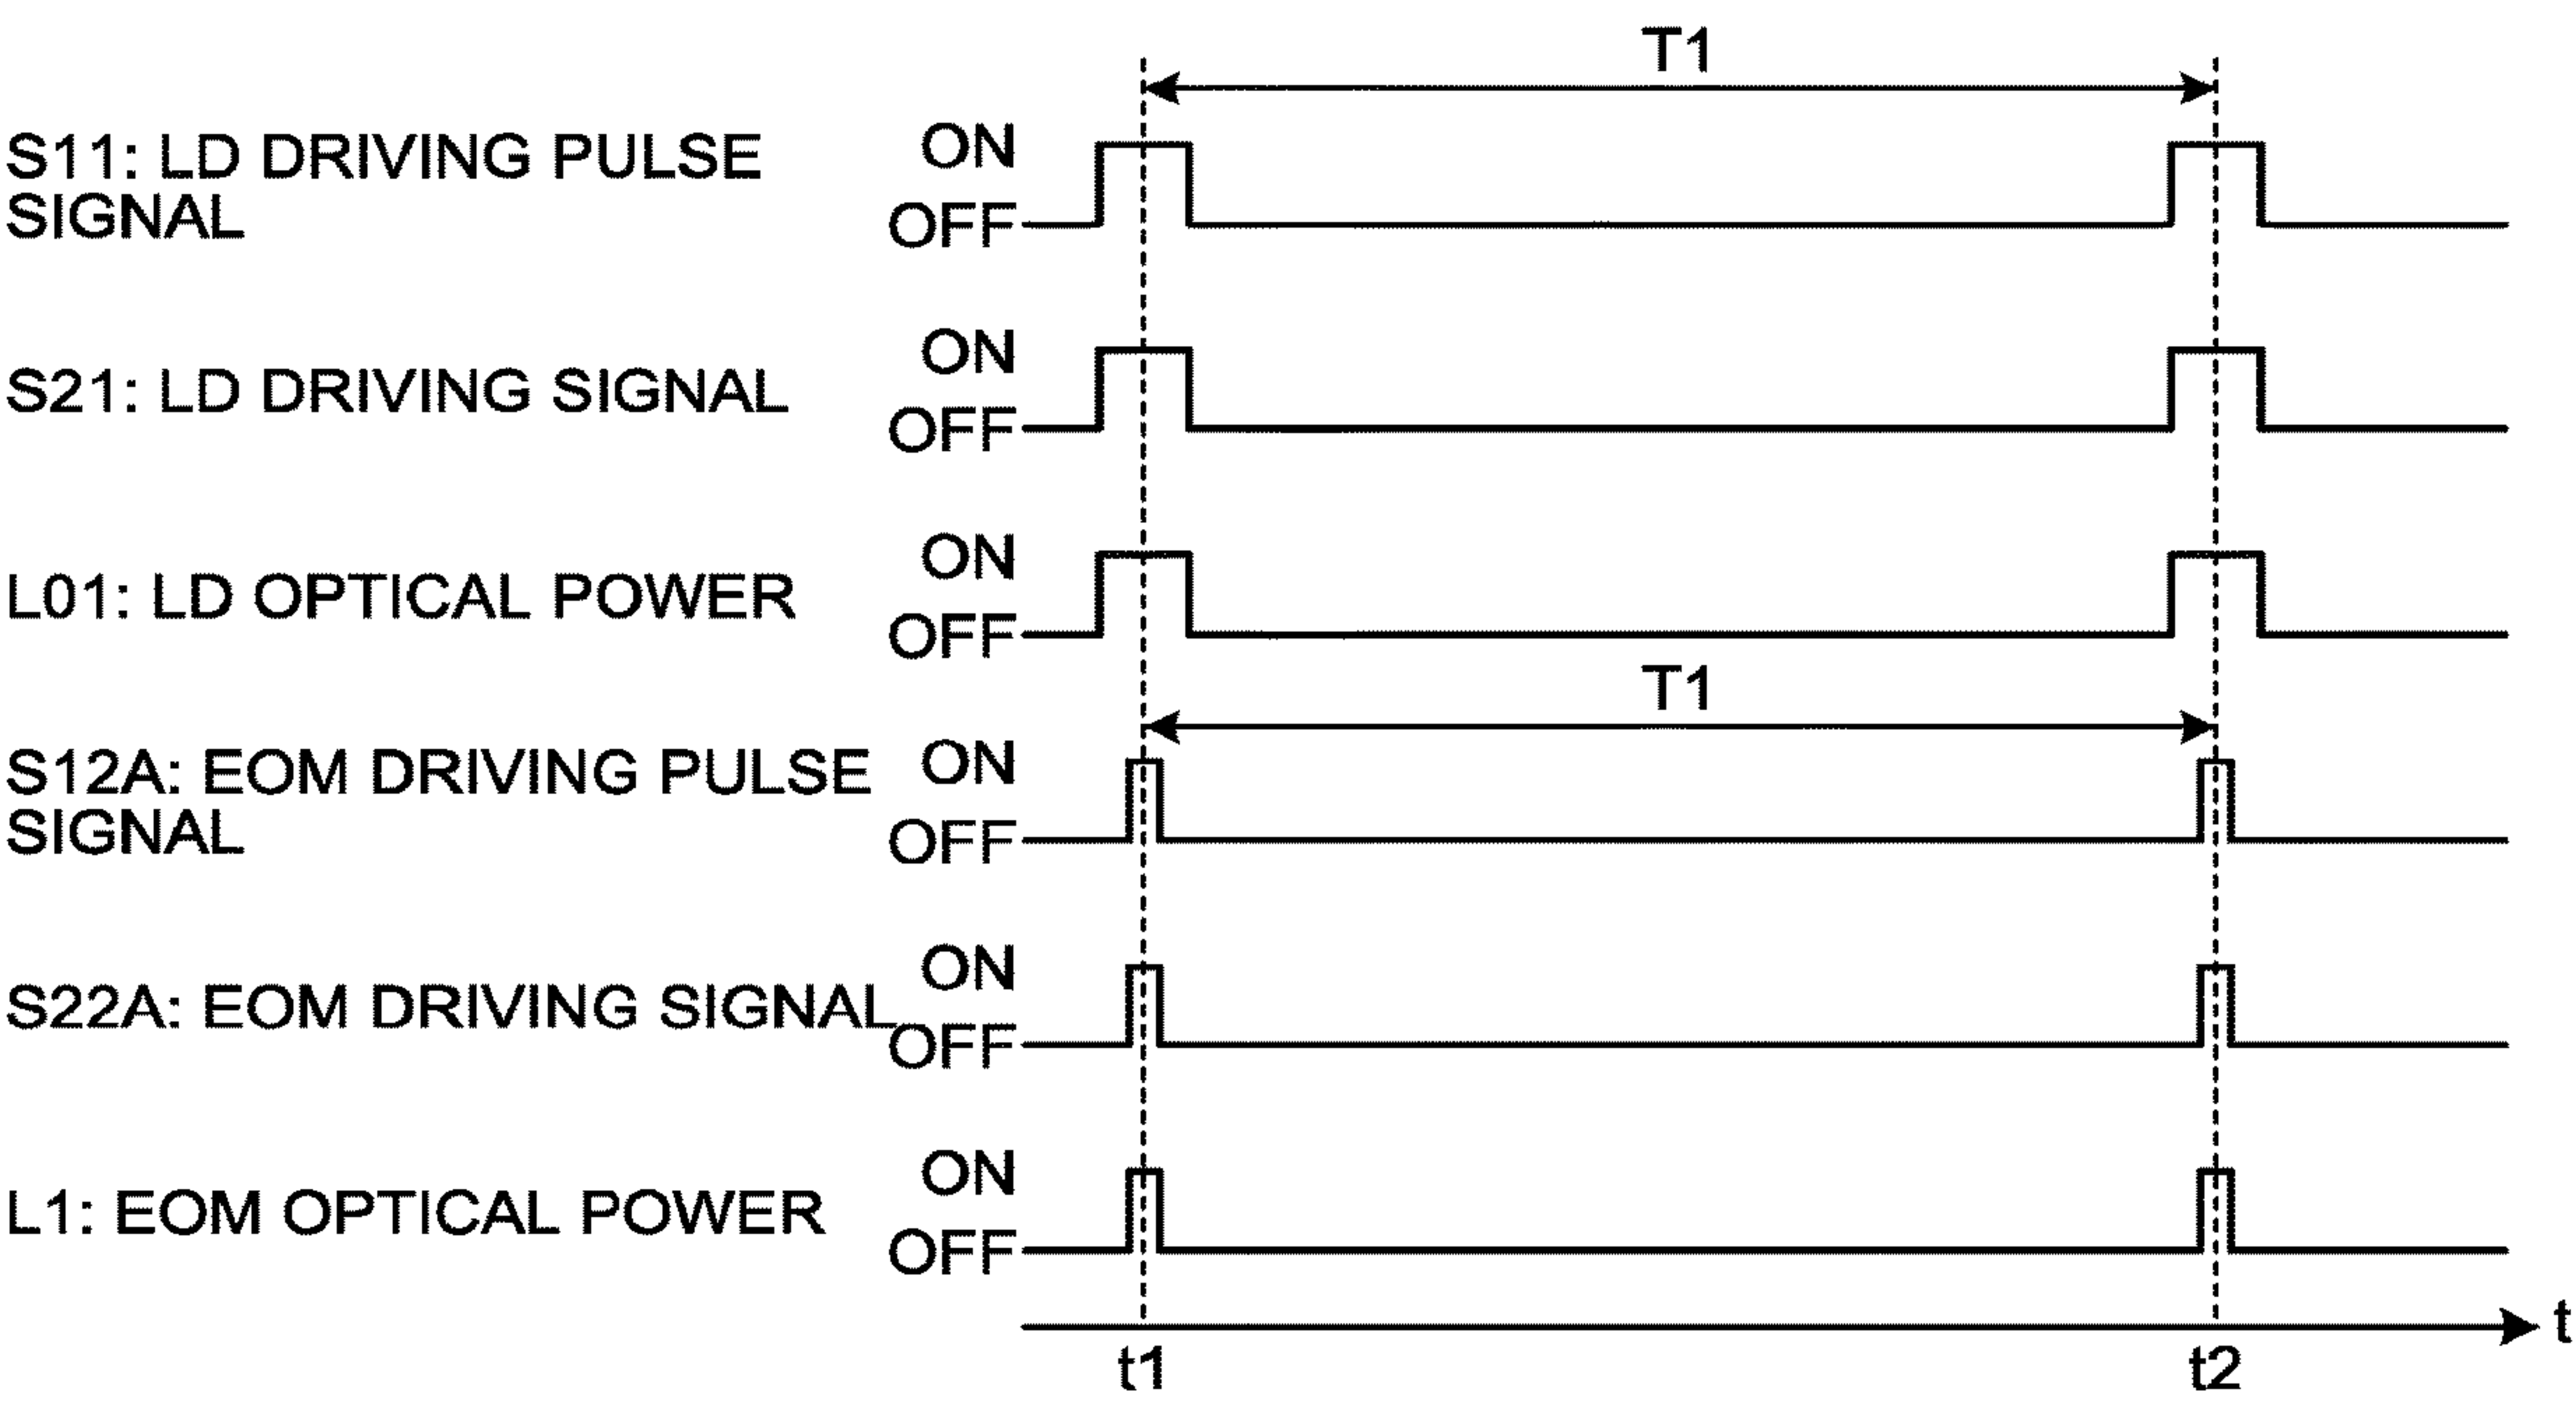 T1
S11: LD DRIVING PULSE
SIGNAL
ON
OFF
S21: LD DRIVING SIGNAL
ON
OFF
L01: LD OPTICAL POWER
ON
OFF
T1
S12A: EOM DRIVING PULSE
SIGNAL
ON
OFF
S22A: EOM DRIVING SIGNAL
ON
OFF
L1: EOM OPTICAL POWER
ON
OFF
t
t1
t2